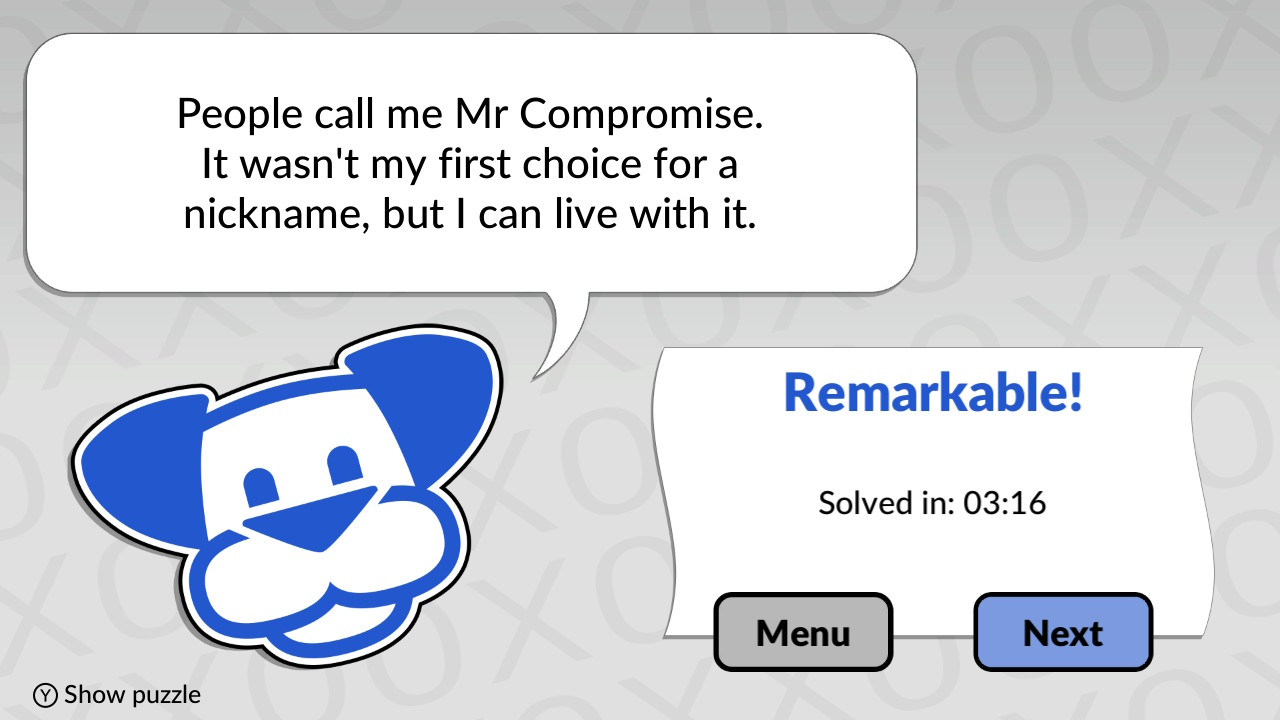 People call me Mr Compromise.
It wasn't my first choice for a
nickname, but I can live with it.
Remarkable!
Solved in: 03:16
Menu
Next
Ⓨ Show puzzle